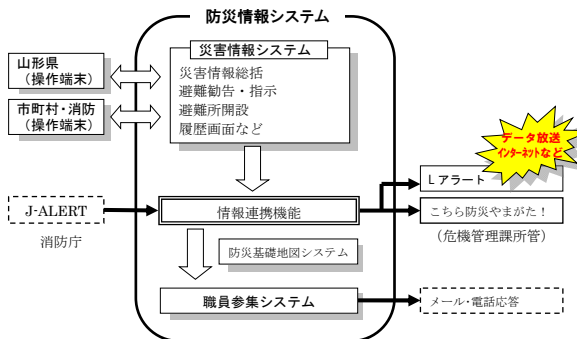 防災情報システム
災害情報システム
山形県
（操作端末）
災害情報総括
避難勧告・指示
避難所開設
履歴画面など
市町村・消防
（操作端末）
データ放送
インターネットなど
Lアラート
J-ALERT
情報連携機能
こちら防災やまがた！
消防庁
（危機管理課所管）
防災基礎地図システム
職員参集システム
メール・電話応答